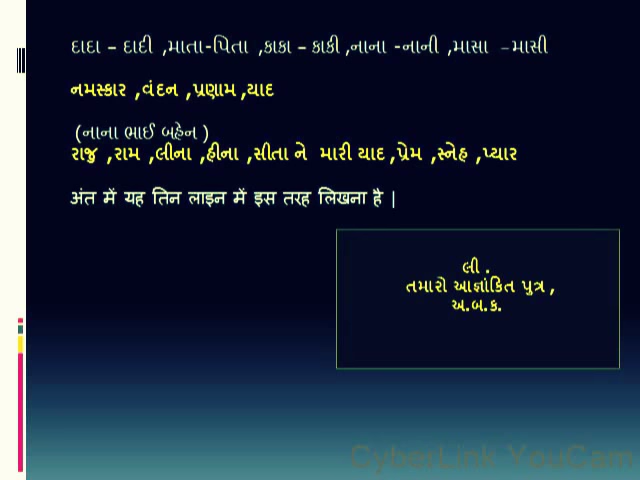 દાદા – દાદી ,માતા-પિતા ,કાકા – કાકી ,નાના -નાની ,માસા –માસી
નમસ્કાર ,વંદન ,પ્રણામ ,યાદ
(નાના ભાઈ બહેન )
રાજુ ,રામ ,લીના ,હીના ,સીતા ને મારી યાદ ,પ્રેમ ,સ્નેહ ,પ્યાર
अंत में यह तिन लाइन में इस तरह लिखना है |
લી .
તમારો આજ્ઞાંકિત પુત્ર ,
અ.બ.ક.
CyberLink YouCam